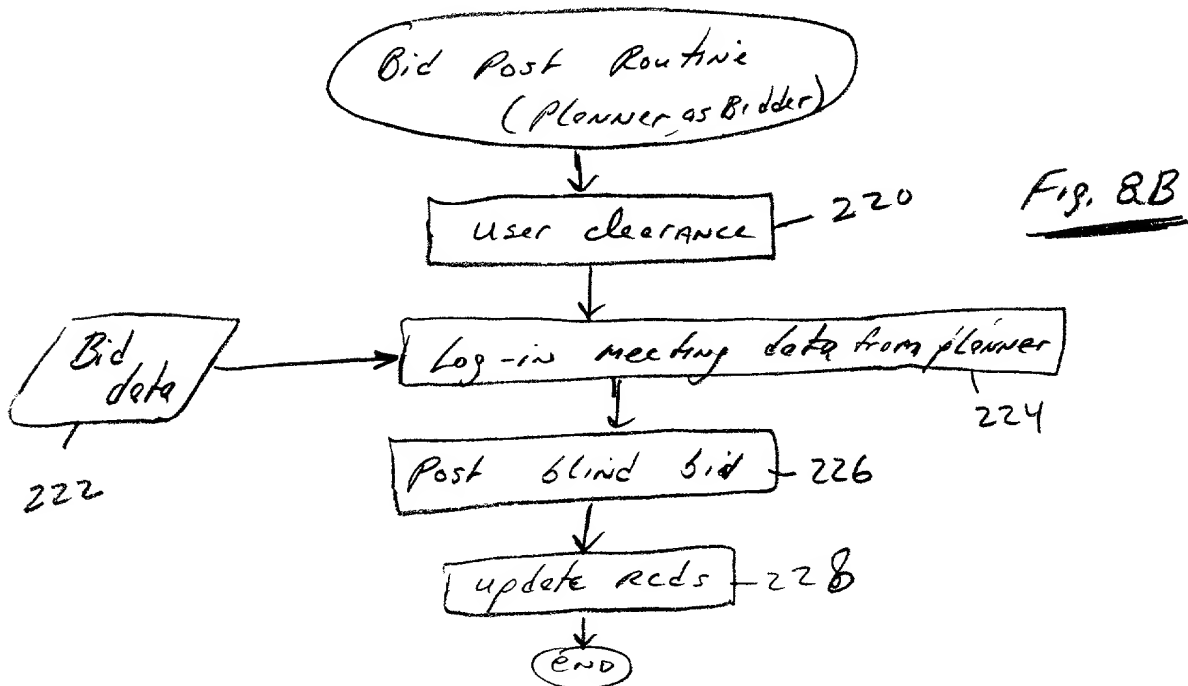 Bid Post Routine
(Planner as Bidder)
user clearance
220
Fig. 8B
Bid
data
222
Log-in meeting data from planner
224
Post blind bid
226
update rcds
228
end